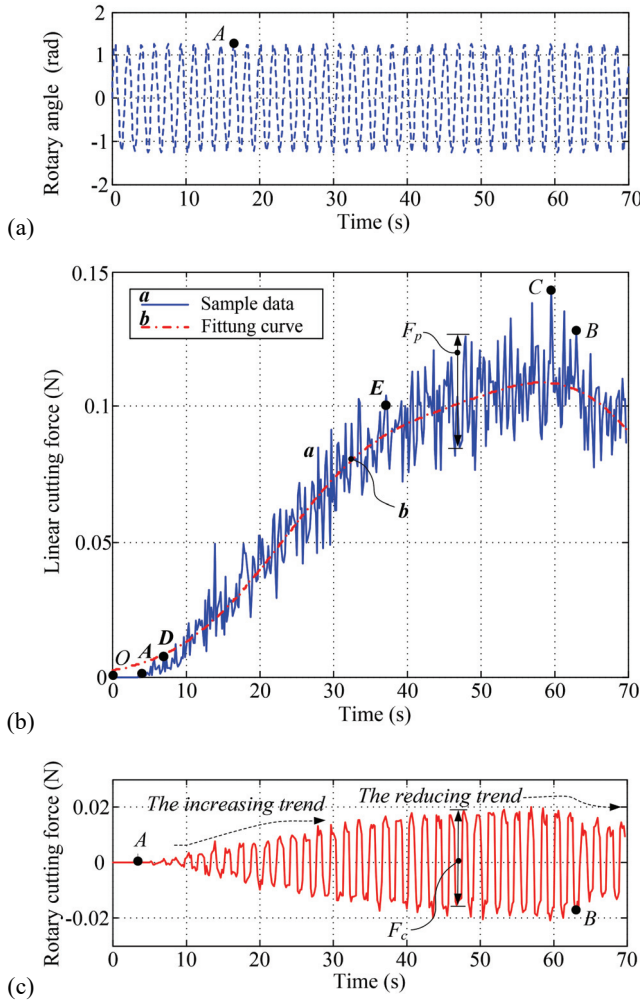 2
1
0
-1
-2
Rotary angle (rad)
A
0 10 20 30 40 50 60 70
Time (s)
(a)
0.15
0.1
0.05
0
Linear cutting force (N)
a Sample data
b Fittung curve
C
B
F_p
E
a
b
O A D
0 10 20 30 40 50 60 70
Time (s)
(b)
0.02
0
-0.02
Rotary cutting force (N)
The increasing trend
The reducing trend
A
B
F_c
0 10 20 30 40 50 60 70
Time (s)
(c)